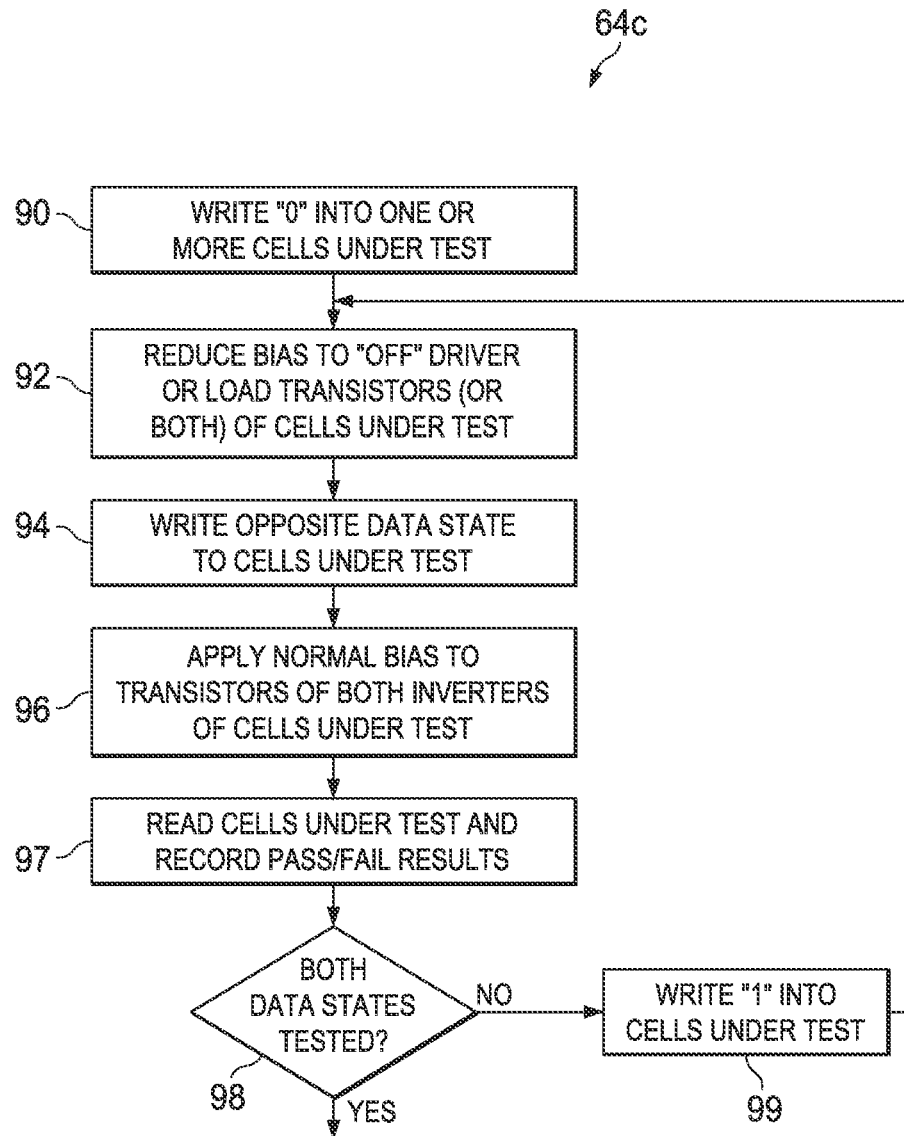 64c
90
WRITE "0" INTO ONE OR
MORE CELLS UNDER TEST
92
REDUCE BIAS TO "OFF" DRIVER
OR LOAD TRANSISTORS (OR
BOTH) OF CELLS UNDER TEST
94
WRITE OPPOSITE DATA STATE
TO CELLS UNDER TEST
96
APPLY NORMAL BIAS TO
TRANSISTORS OF BOTH INVERTERS
OF CELLS UNDER TEST
97
READ CELLS UNDER TEST AND
RECORD PASS/FAIL RESULTS
BOTH
DATA STATES
TESTED?
98
NO
WRITE "1" INTO
CELLS UNDER TEST
99
YES